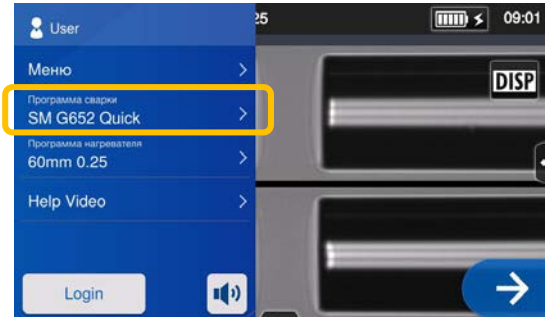 User
25
09:01
Меню
DISP
Программа сварки
SM G652 Quick
Программа нагревателя
60mm 0.25
Help Video
Login